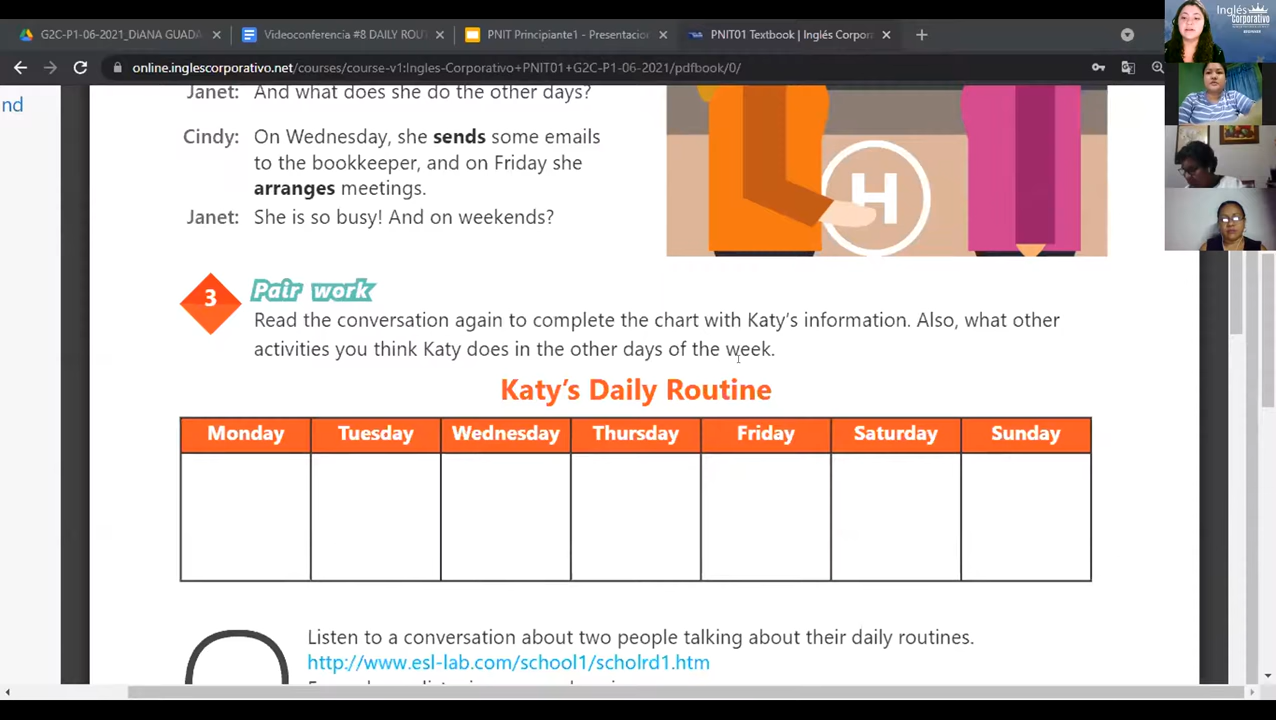 G2C-P1-06-2021_DIANA GUADA
Videoconferencia #8 DAILY ROUT
PNIT Principiante1 - Presentacion
PNIT01 Textbook | Inglés Corpor
online.inglescorporativo.net/courses/course-v1:Ingles-Corporativo+PNIT01+G2C-P1-06-2021/pdfbook/0/
Inglés
Corporativo
nd
Janet: And what does she do the other days?
Cindy: On Wednesday, she sends some emails
to the bookkeeper, and on Friday she
arranges meetings.
Janet: She is so busy! And on weekends?
H
3 Pair work
Read the conversation again to complete the chart with Katy's information. Also, what other
activities you think Katy does in the other days of the week.
Katy's Daily Routine
Monday Tuesday Wednesday Thursday Friday Saturday Sunday
Listen to a conversation about two people talking about their daily routines.
http://www.esl-lab.com/school1/scholrd1.htm